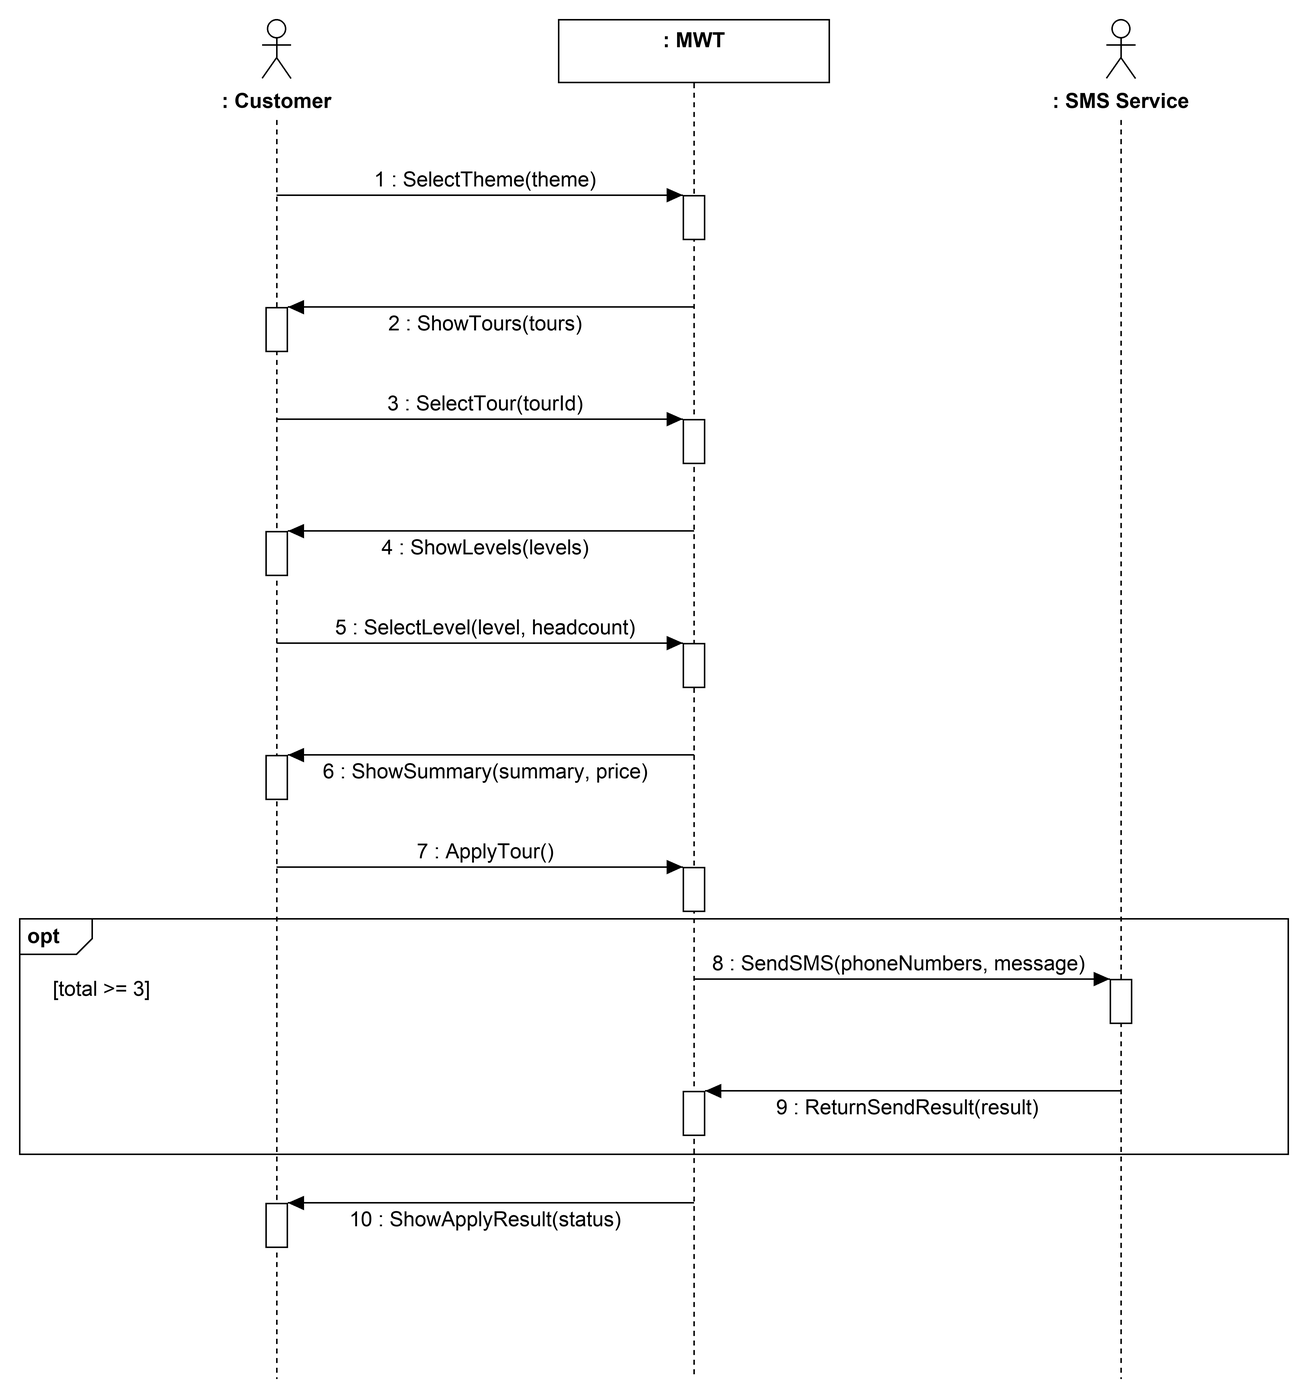 : Customer
: MWT
: SMS Service
1 : SelectTheme(theme)
2 : ShowTours(tours)
3 : SelectTour(tourId)
4 : ShowLevels(levels)
5 : SelectLevel(level, headcount)
6 : ShowSummary(summary, price)
7 : ApplyTour()
opt
[total >= 3]
8 : SendSMS(phoneNumbers, message)
9 : ReturnSendResult(result)
10 : ShowApplyResult(status)